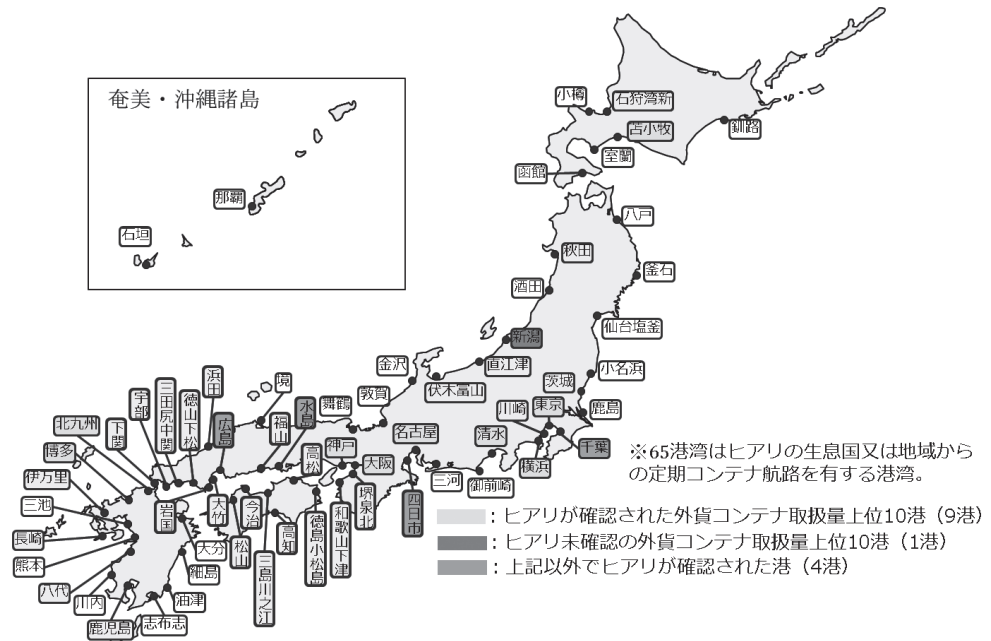 奄美・沖縄諸島
那覇
石垣
小樽
石狩湾新
苫小牧
釧路
室蘭
函館
八戸
秋田
釜石
酒田
仙台塩釜
新潟
直江津
小名浜
金沢
伏木富山
茨城
鹿島
敦賀
舞鶴
境
浜田
川崎
東京
千葉
横浜
清水
名古屋
三河
御前崎
四日市
北九州
下関
宇部
三田尻中関
徳山下松
広島
福山
水島
高松
神戸
大阪
堺泉北
和歌山下津
徳島小松島
高知
三島川之江
今治
松山
大竹
岩国
大分
細島
博多
伊万里
三池
長崎
熊本
八代
川内
鹿児島
志布志
油津
※65港湾はヒアリの生息国又は地域から
の定期コンテナ航路を有する港湾。
：ヒアリが確認された外貨コンテナ取扱量上位10港（9港）
：ヒアリ未確認の外貨コンテナ取扱量上位10港（1港）
：上記以外でヒアリが確認された港（4港）